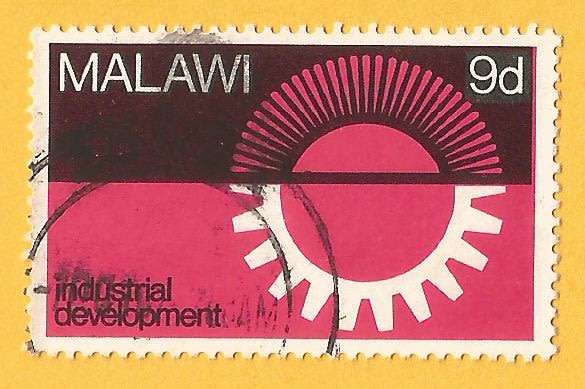 MALAWI 9d
industrial
development